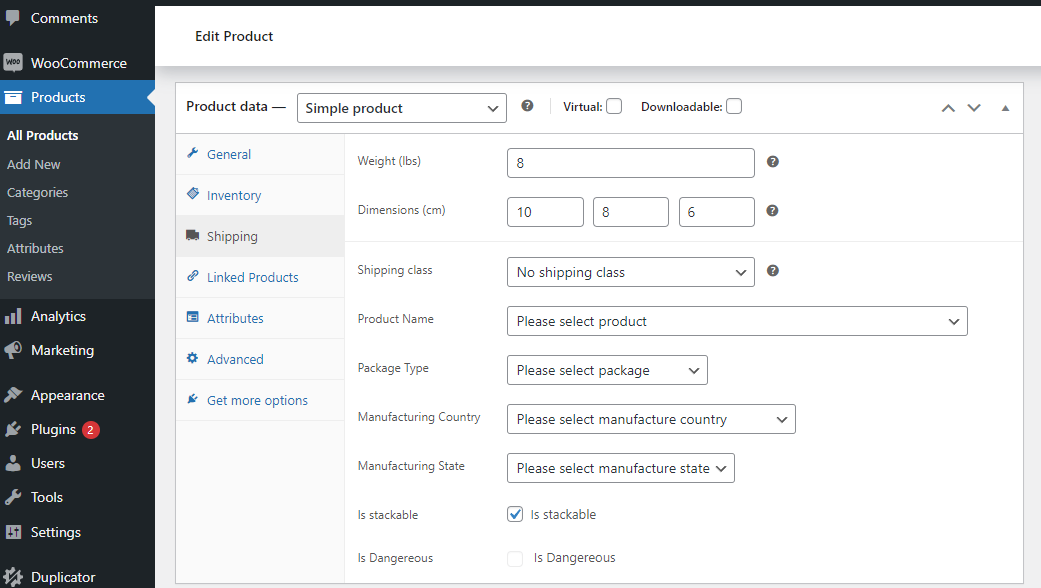 Comments
WooCommerce
Products
All Products
Add New
Categories
Tags
Attributes
Reviews
Analytics
Marketing
Appearance
Plugins 2
Users
Tools
Settings
Duplicator
Edit Product
Product data — Simple product ? Virtual: Downloadable:
General
Inventory
Shipping
Linked Products
Attributes
Advanced
Get more options
Weight (lbs) 8 ?
Dimensions (cm) 10 8 6 ?
Shipping class No shipping class ?
Product Name Please select product
Package Type Please select package
Manufacturing Country Please select manufacture country
Manufacturing State Please select manufacture state
Is stackable Is stackable
Is Dangereous Is Dangereous